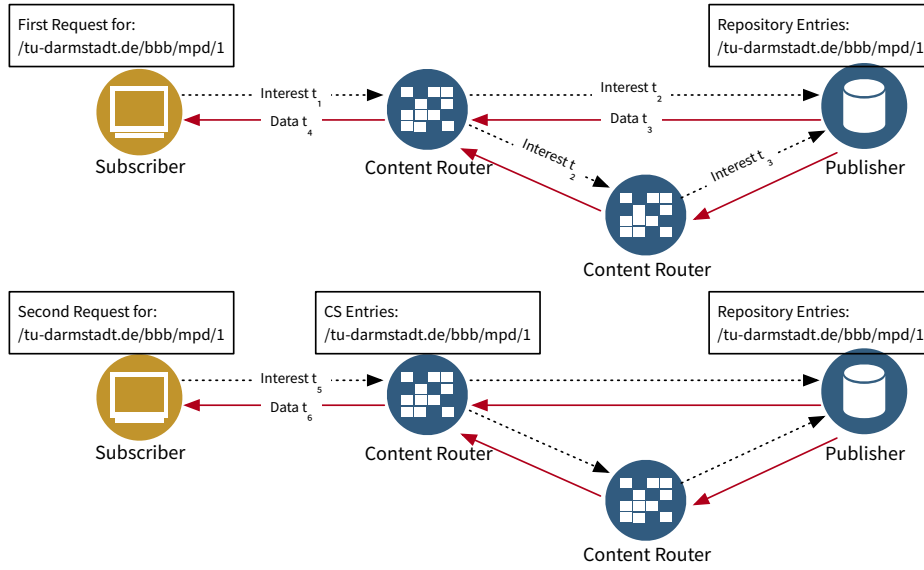 First Request for:
/tu-darmstadt.de/bbb/mpd/1
Repository Entries:
/tu-darmstadt.de/bbb/mpd/1
Interest t₁
Interest t₂
Data t₄
Data t₃
Interest t₂
Interest t₃
Subscriber
Content Router
Publisher
Content Router
Second Request for:
/tu-darmstadt.de/bbb/mpd/1
CS Entries:
/tu-darmstadt.de/bbb/mpd/1
Repository Entries:
/tu-darmstadt.de/bbb/mpd/1
Interest t₅
Data t₆
Subscriber
Content Router
Publisher
Content Router